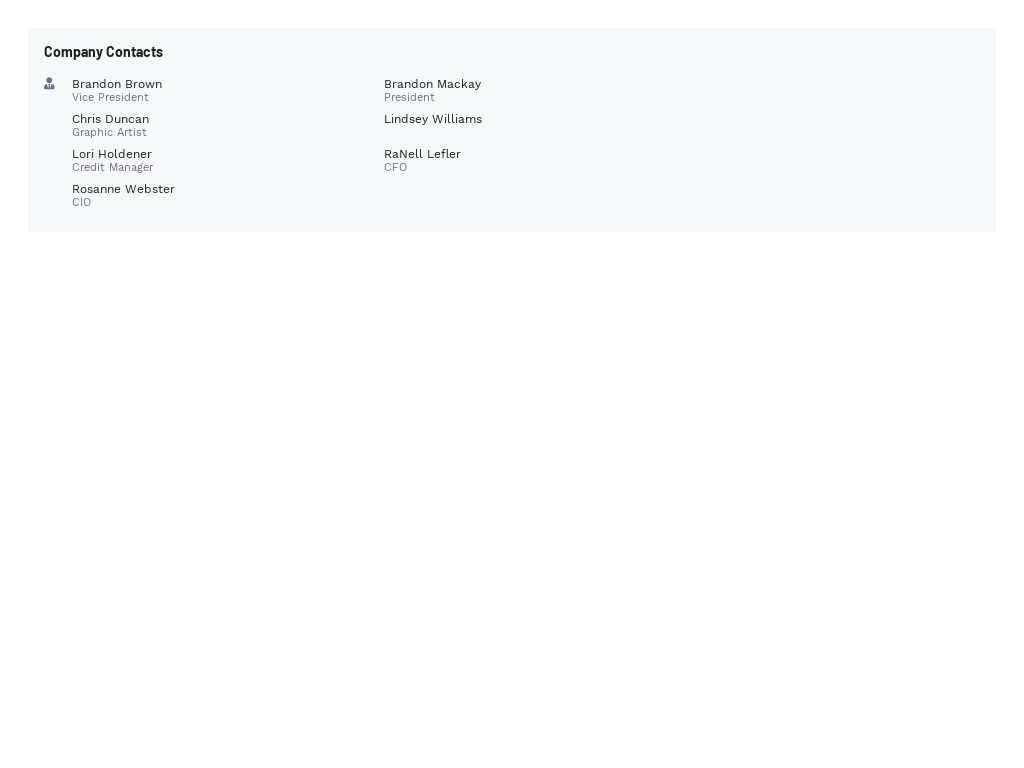 Company Contacts
Brandon Brown
Vice President
Brandon Mackay
President
Chris Duncan
Graphic Artist
Lindsey Williams
Lori Holdener
Credit Manager
RaNell Lefler
CFO
Rosanne Webster
CIO